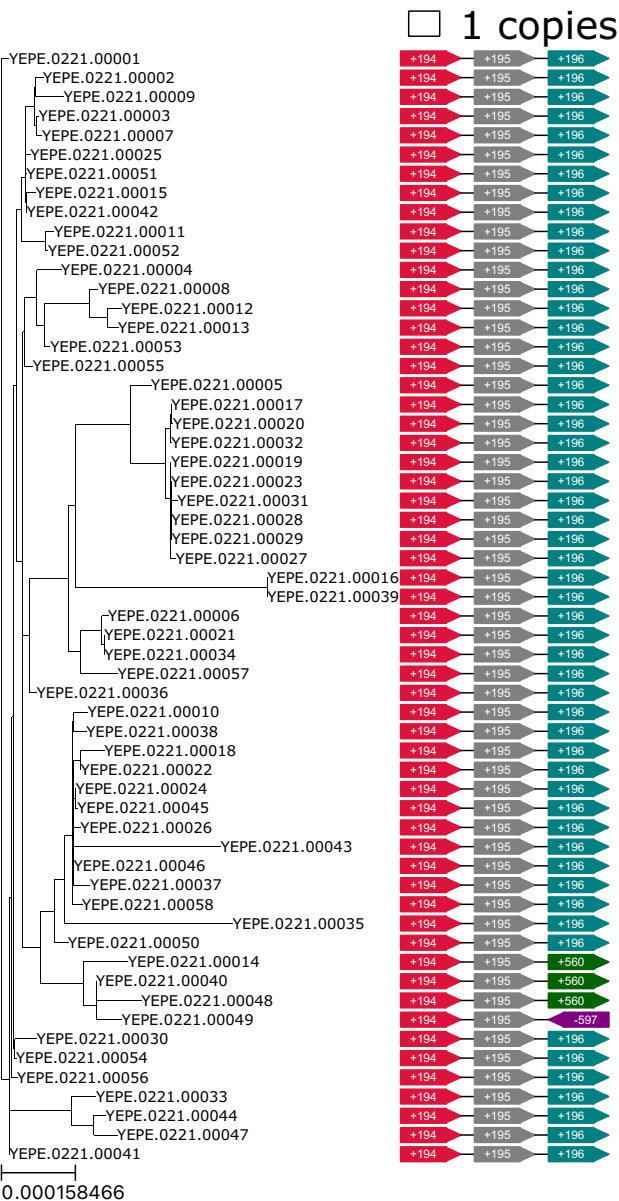 1 copies
YEPE.0221.00001 +194 +195 +196
YEPE.0221.00002 +194 +195 +196
YEPE.0221.00009 +194 +195 +196
YEPE.0221.00003 +194 +195 +196
YEPE.0221.00007 +194 +195 +196
YEPE.0221.00025 +194 +195 +196
YEPE.0221.00051 +194 +195 +196
YEPE.0221.00015 +194 +195 +196
YEPE.0221.00042 +194 +195 +196
YEPE.0221.00011 +194 +195 +196
YEPE.0221.00052 +194 +195 +196
YEPE.0221.00004 +194 +195 +196
YEPE.0221.00008 +194 +195 +196
YEPE.0221.00012 +194 +195 +196
YEPE.0221.00013 +194 +195 +196
YEPE.0221.00053 +194 +195 +196
YEPE.0221.00055 +194 +195 +196
YEPE.0221.00005 +194 +195 +196
YEPE.0221.00017 +194 +195 +196
YEPE.0221.00020 +194 +195 +196
YEPE.0221.00032 +194 +195 +196
YEPE.0221.00019 +194 +195 +196
YEPE.0221.00023 +194 +195 +196
YEPE.0221.00031 +194 +195 +196
YEPE.0221.00028 +194 +195 +196
YEPE.0221.00029 +194 +195 +196
YEPE.0221.00027 +194 +195 +196
YEPE.0221.00016 +194 +195 +196
YEPE.0221.00039 +194 +195 +196
YEPE.0221.00006 +194 +195 +196
YEPE.0221.00021 +194 +195 +196
YEPE.0221.00034 +194 +195 +196
YEPE.0221.00057 +194 +195 +196
YEPE.0221.00036 +194 +195 +196
YEPE.0221.00010 +194 +195 +196
YEPE.0221.00038 +194 +195 +196
YEPE.0221.00018 +194 +195 +196
YEPE.0221.00022 +194 +195 +196
YEPE.0221.00024 +194 +195 +196
YEPE.0221.00045 +194 +195 +196
YEPE.0221.00026 +194 +195 +196
YEPE.0221.00043 +194 +195 +196
YEPE.0221.00046 +194 +195 +196
YEPE.0221.00037 +194 +195 +196
YEPE.0221.00058 +194 +195 +196
YEPE.0221.00035 +194 +195 +196
YEPE.0221.00050 +194 +195 +196
YEPE.0221.00014 +194 +195 +560
YEPE.0221.00040 +194 +195 +560
YEPE.0221.00048 +194 +195 +560
YEPE.0221.00049 +194 +195 -597
YEPE.0221.00030 +194 +195 +196
YEPE.0221.00054 +194 +195 +196
YEPE.0221.00056 +194 +195 +196
YEPE.0221.00033 +194 +195 +196
YEPE.0221.00044 +194 +195 +196
YEPE.0221.00047 +194 +195 +196
YEPE.0221.00041 +194 +195 +196
0.000158466